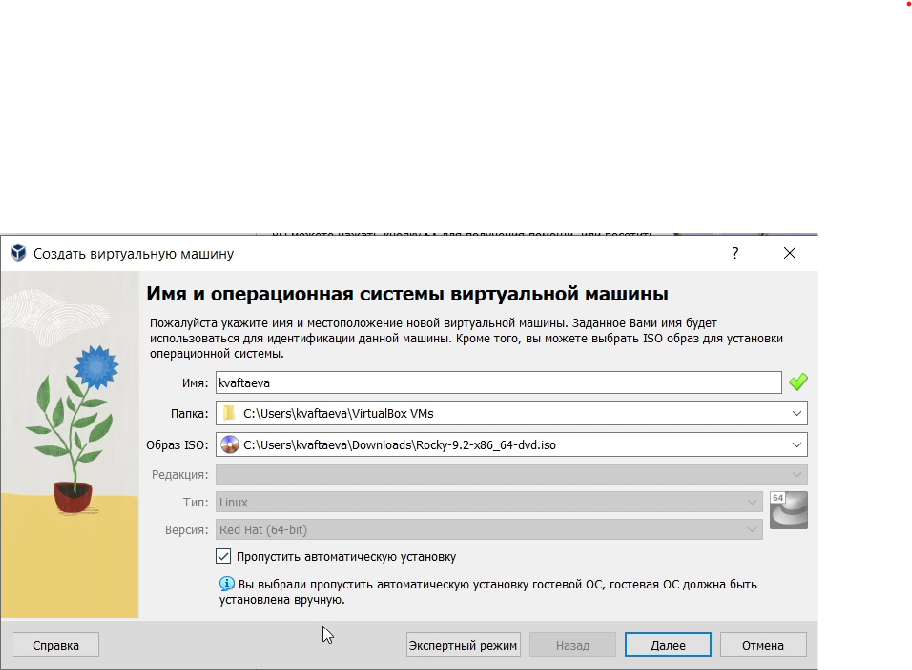 Создать виртуальную машину
?
Имя и операционная системы виртуальной машины
Пожалуйста укажите имя и местоположение новой виртуальной машины. Заданное Вами имя будет
использоваться для идентификации данной машины. Кроме того, вы можете выбрать ISO образ для установки
операционной системы.
Имя: kvaftaeva
Папка: C:\Users\kvaftaeva\VirtualBox VMs
Образ ISO: C:\Users\kvaftaeva\Downloads\Rocky-9.2-x86_64-dvd.iso
Редакция:
Тип: Linux
64
Версия: Red Hat (64-bit)
Пропустить автоматическую установку
Вы выбрали пропустить автоматическую установку гостевой ОС, гостевая ОС должна быть
установлена вручную.
Справка Экспертный режим Назад Далее Отмена